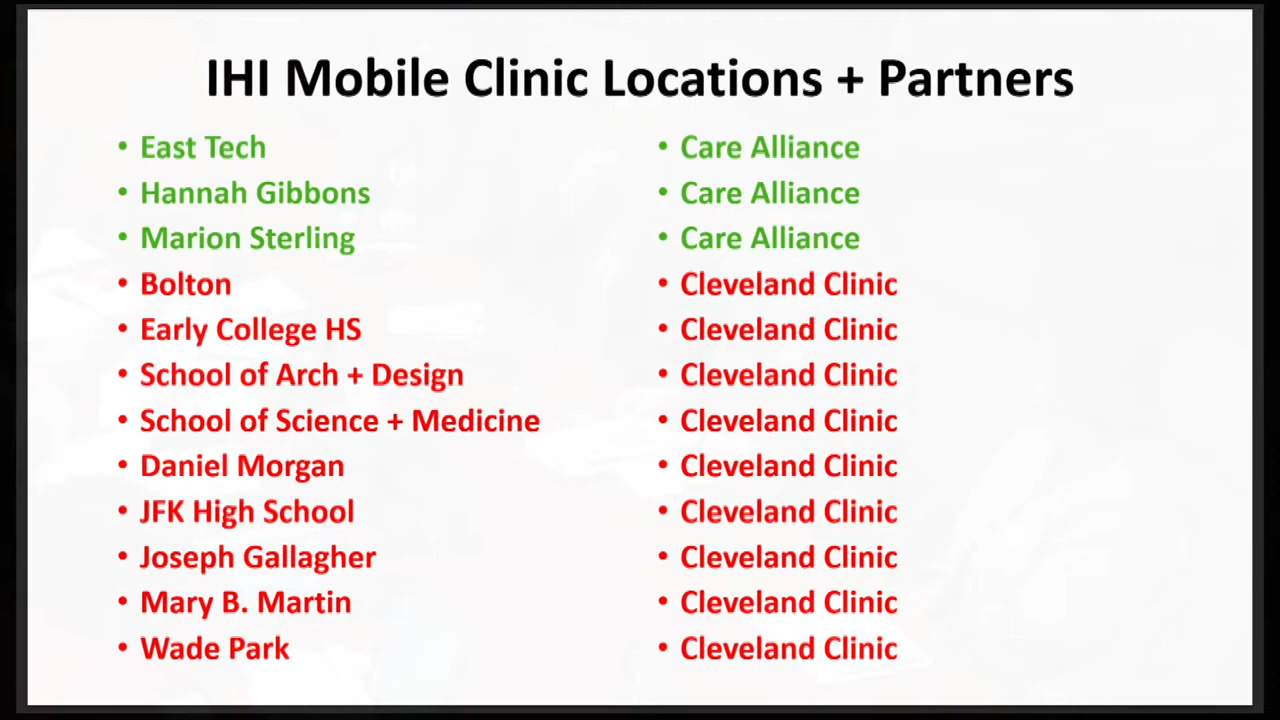 IHI Mobile Clinic Locations + Partners
• East Tech
• Hannah Gibbons
• Marion Sterling
• Bolton
• Early College HS
• School of Arch + Design
• School of Science + Medicine
• Daniel Morgan
• JFK High School
• Joseph Gallagher
• Mary B. Martin
• Wade Park
• Care Alliance
• Care Alliance
• Care Alliance
• Cleveland Clinic
• Cleveland Clinic
• Cleveland Clinic
• Cleveland Clinic
• Cleveland Clinic
• Cleveland Clinic
• Cleveland Clinic
• Cleveland Clinic
• Cleveland Clinic